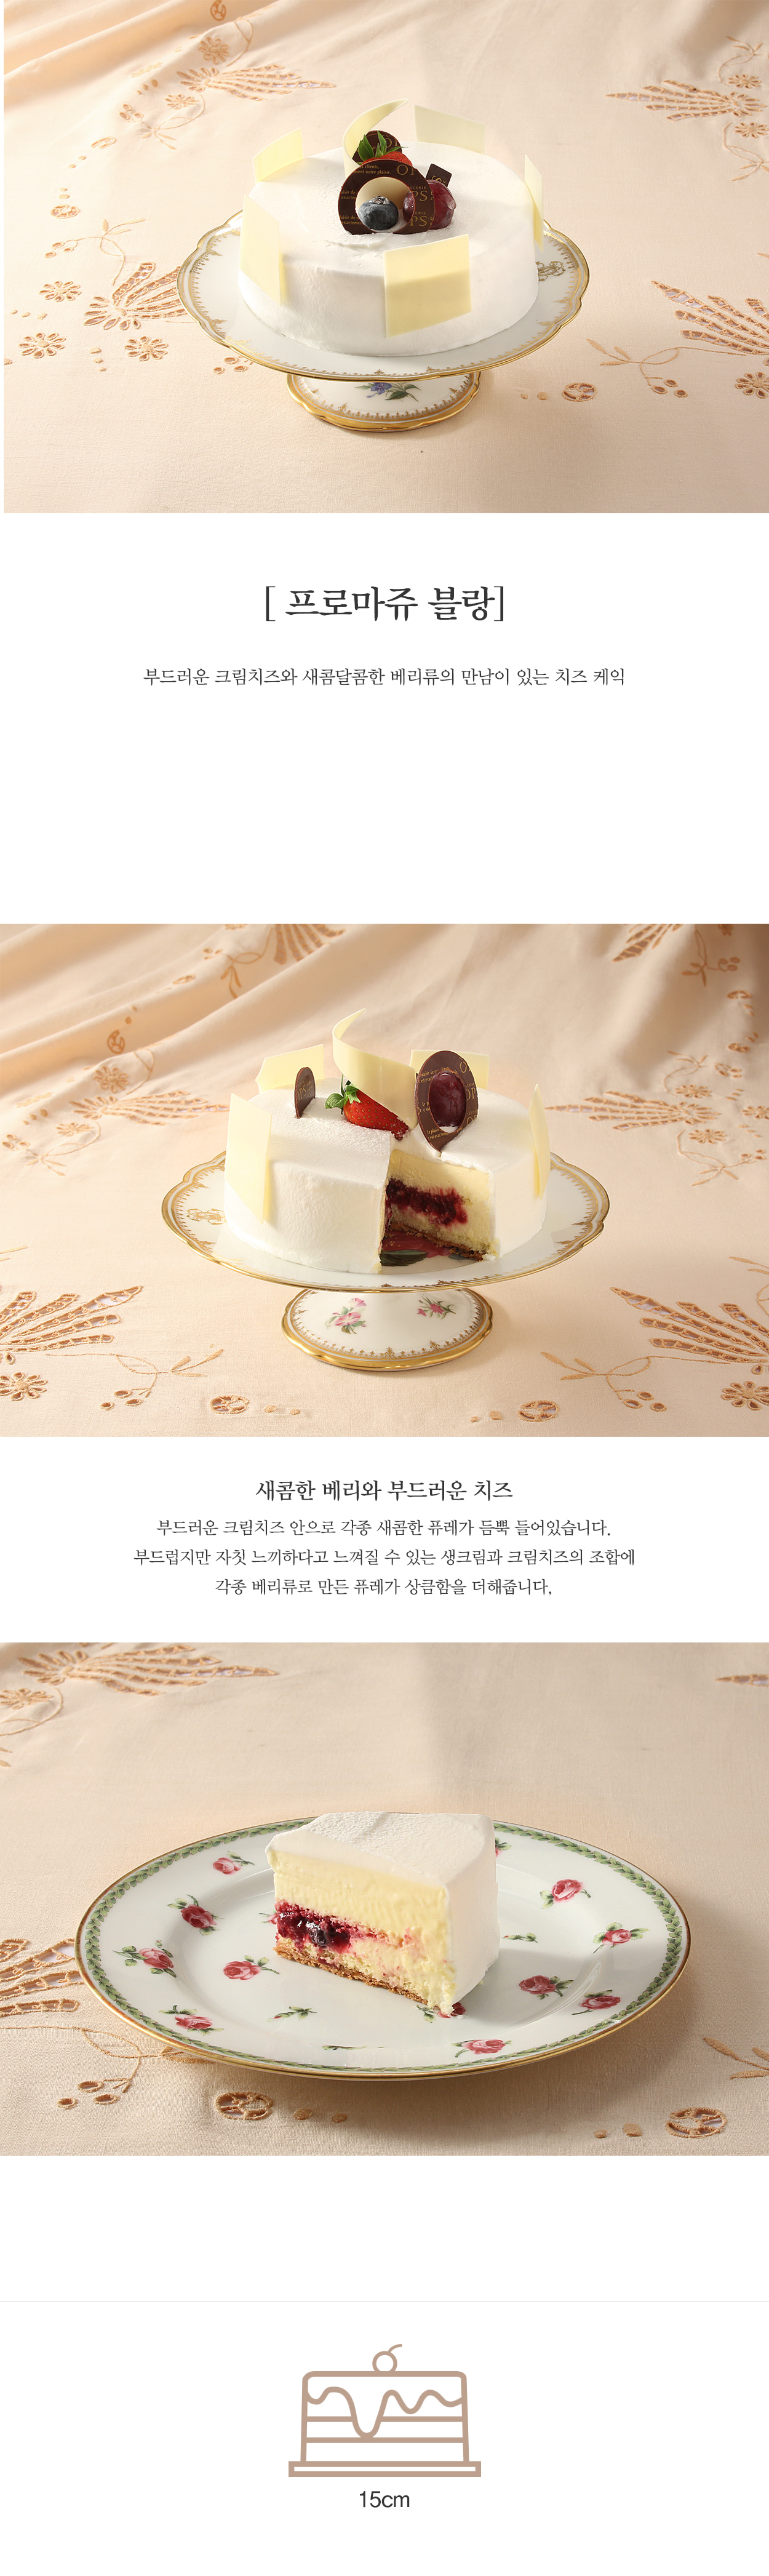 [ 프로마쥬 블랑]
부드러운 크림치즈와 새콤달콤한 베리류의 만남이 있는 치즈 케익
새콤한 베리와 부드러운 치즈
부드러운 크림치즈 안으로 각종 새콤한 퓨레가 듬뿍 들어있습니다.
부드럽지만 자칫 느끼하다고 느껴질 수 있는 생크림과 크림치즈의 조합에
각종 베리류로 만든 퓨레가 상큼함을 더해줍니다.
15cm